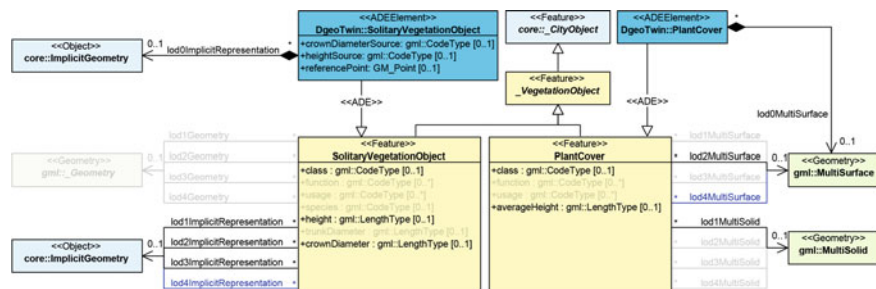 <<ADEElement>>
DgeoTwin::SolitaryVegetationObject
+crownDiameterSource: gml::CodeType [0..1]
+heightSource: gml::CodeType [0..1]
+referencePoint: GM_Point [0..1]
<<Feature>>
core::_CityObject
<<ADEElement>>
DgeoTwin::PlantCover
*
<<Object>>
core::ImplicitGeometry
0..1
lod0ImplicitRepresentation
*
<<Feature>>
_VegetationObject
<<ADE>>
<<ADE>>
lod0MultiSurface
0..1
<<Geometry>>
gml::_Geometry
0..1
lod1Geometry *
lod2Geometry *
lod3Geometry *
lod4Geometry *
<<Feature>>
SolitaryVegetationObject
+class : gml::CodeType [0..1]
+function : gml::CodeType [0..*]
+usage : gml::CodeType [0..*]
+species : gml::CodeType [0..1]
+height : gml::LengthType [0..1]
+trunkDiameter : gml::LengthType [0..1]
+crownDiameter : gml::LengthType [0..1]
<<Feature>>
PlantCover
+class : gml::CodeType [0..1]
+function : gml::CodeType [0..*]
+usage : gml::CodeType [0..*]
+averageHeight : gml::LengthType [0..1]
* lod1MultiSurface
* lod2MultiSurface
* lod3MultiSurface
* lod4MultiSurface
0..1
<<Geometry>>
gml::MultiSurface
<<Object>>
core::ImplicitGeometry
0..1
lod1ImplicitRepresentation *
lod2ImplicitRepresentation *
lod3ImplicitRepresentation *
lod4ImplicitRepresentation *
* lod1MultiSolid
* lod2MultiSolid
* lod3MultiSolid
* lod4MultiSolid
0..1
<<Geometry>>
gml::MultiSolid